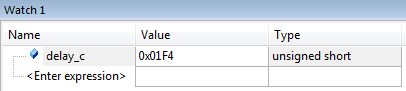 Watch 1
Name Value Type
delay_c 0x01F4 unsigned short
<Enter expression>